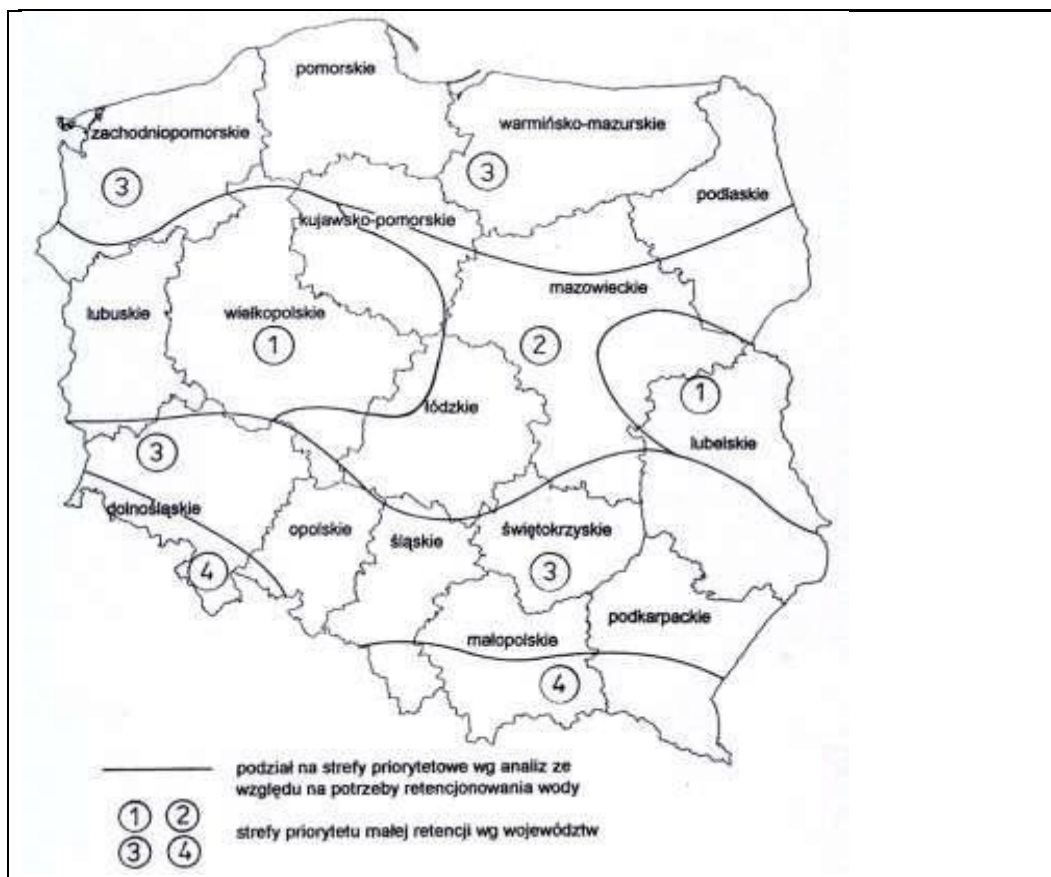 pomorskie
warmińsko-mazurskie
zachodniopomorskie
3
3
podlaskie
kujawsko-pomorskie
mazowieckie
lubuskie
wielkopolskie
1
2
1
łódzkie
lubelskie
3
dolnośląskie
opolskie
śląskie
świętokrzyskie
4
3
podkarpackie
małopolskie
4
podział na strefy priorytetowe wg analiz ze
względu na potrzeby retencjonowania wody
1 2
strefy priorytetu małej retencji wg województw
3 4